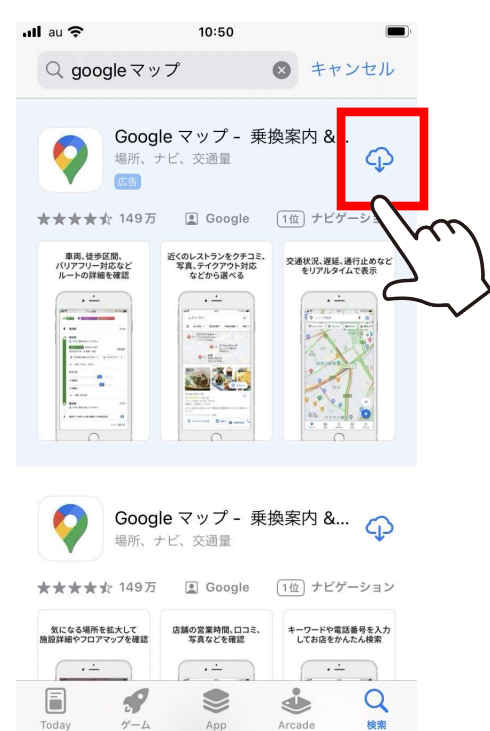 au
10:50
googleマップ
キャンセル
Google マップ - 乗換案内 &...
場所、ナビ、交通量
広告
149万
Google
1位 ナビゲーショ
車両、徒歩区間、
バリアフリー対応など
ルートの詳細を確認
近くのレストランをクチコミ、
写真、テイクアウト対応
などから選べる
交通状況、遅延、通行止めなど
をリアルタイムで表示
Google マップ - 乗換案内 &...
場所、ナビ、交通量
149万
Google
1位 ナビゲーション
気になる場所を拡大して
施設詳細やフロアマップを確認
店舗の営業時間、口コミ、
写真などを確認
キーワードや電話番号を入力
してお店をかんたん検索
Today
ゲーム
App
Arcade
検索